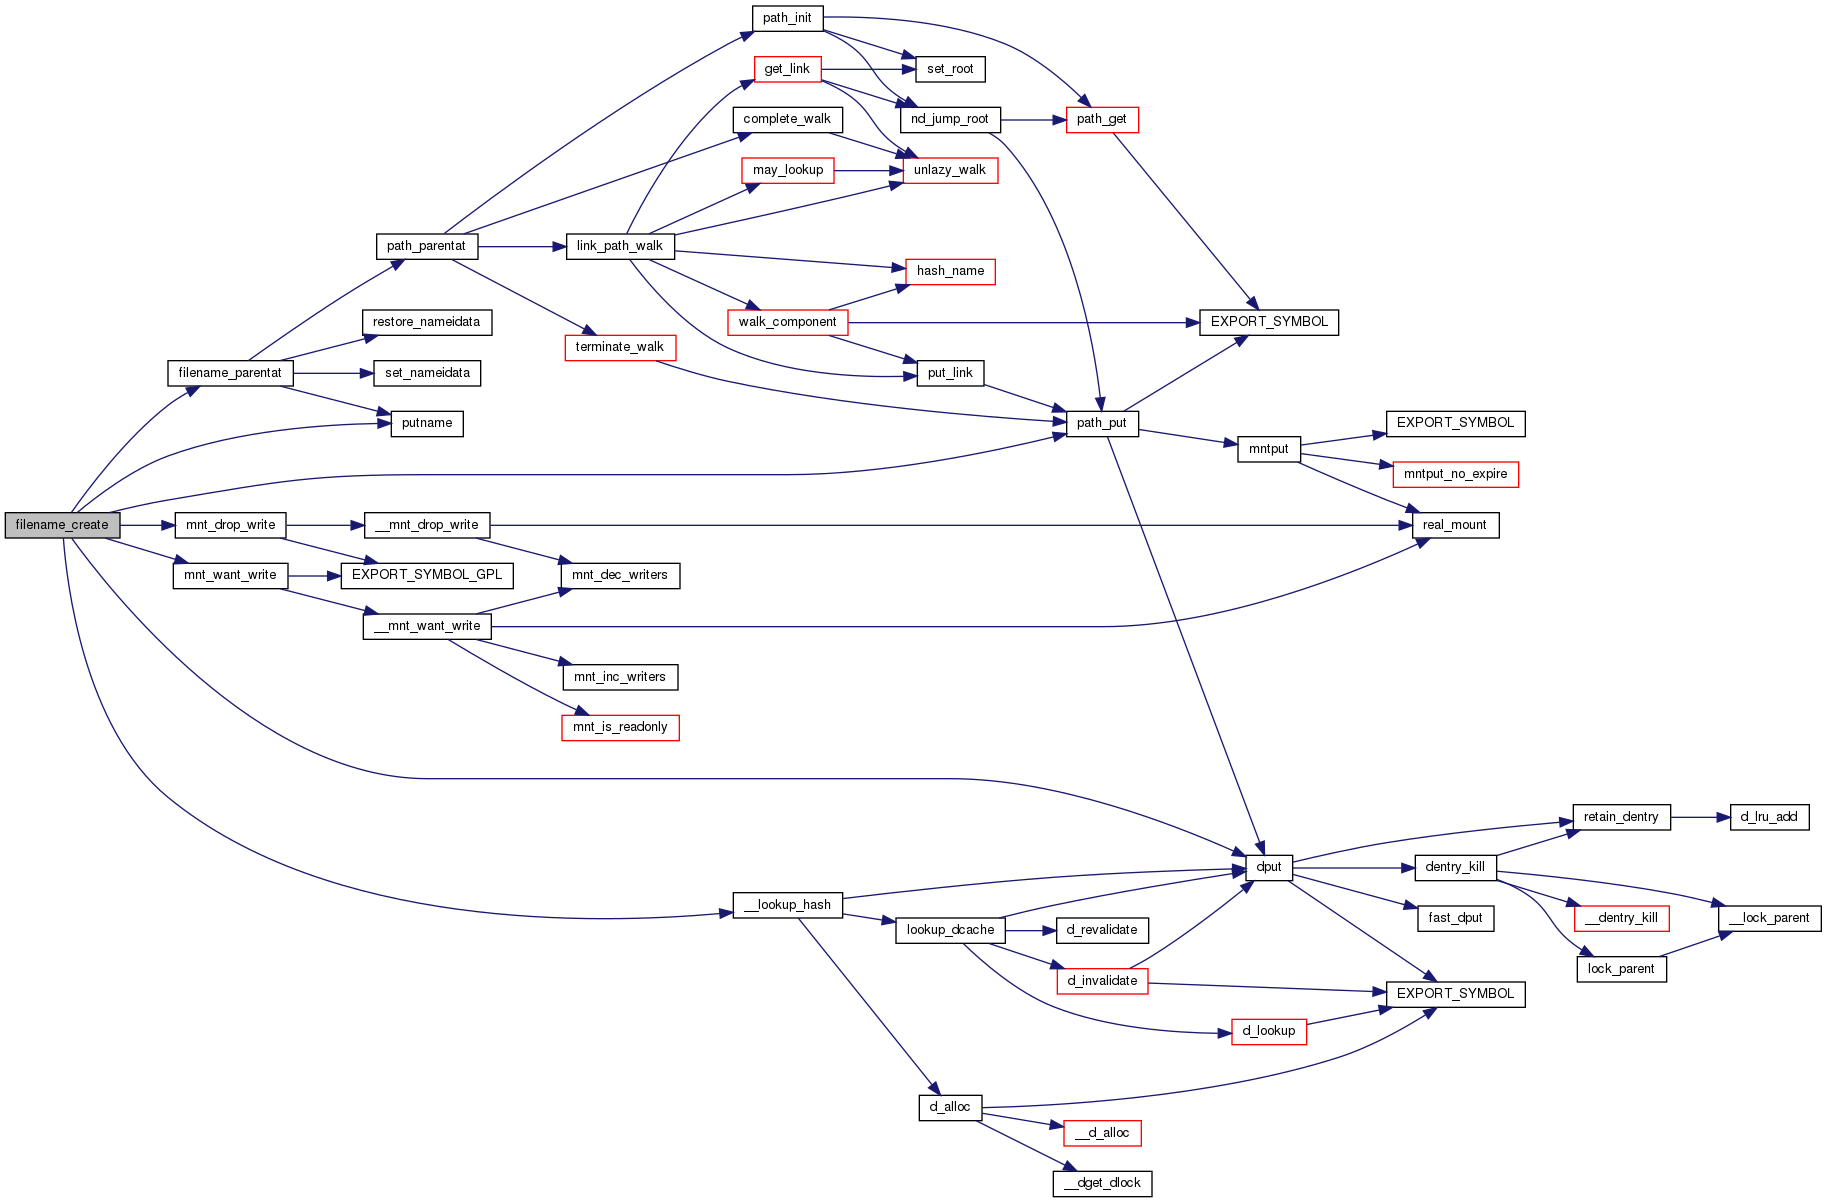 path_init
get_link
set_root
complete_walk
nd_jump_root
path_get
may_lookup
unlazy_walk
path_parentat
link_path_walk
hash_name
restore_nameidata
terminate_walk
walk_component
EXPORT_SYMBOL
filename_parentat
set_nameidata
put_link
putname
path_put
EXPORT_SYMBOL
mntput
mntput_no_expire
filename_create
mnt_drop_write
__mnt_drop_write
real_mount
mnt_want_write
EXPORT_SYMBOL_GPL
mnt_dec_writers
__mnt_want_write
mnt_inc_writers
mnt_is_readonly
retain_dentry
d_lru_add
dput
dentry_kill
__lookup_hash
lookup_dcache
d_revalidate
fast_dput
__dentry_kill
__lock_parent
d_invalidate
lock_parent
EXPORT_SYMBOL
d_lookup
d_alloc
__d_alloc
__dget_dlock